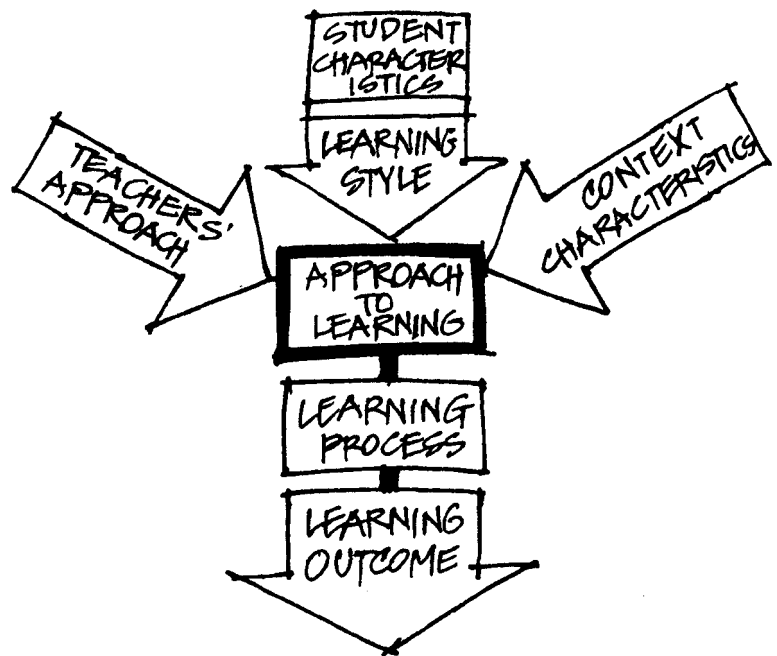 STUDENT
CHARACTER
ISTICS
LEARNING
STYLE
TEACHERS'
APPROACH
CONTEXT
CHARACTERISTICS
APPROACH
TO
LEARNING
LEARNING
PROCESS
LEARNING
OUTCOME